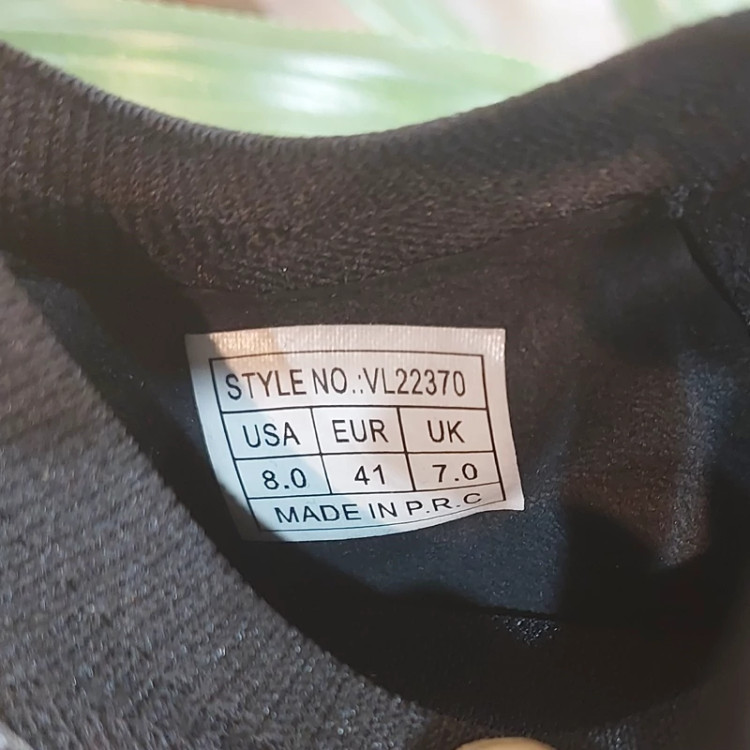 STYLE NO.:VL22370
USA EUR UK
8.0 41 7.0
MADE IN P.R.C